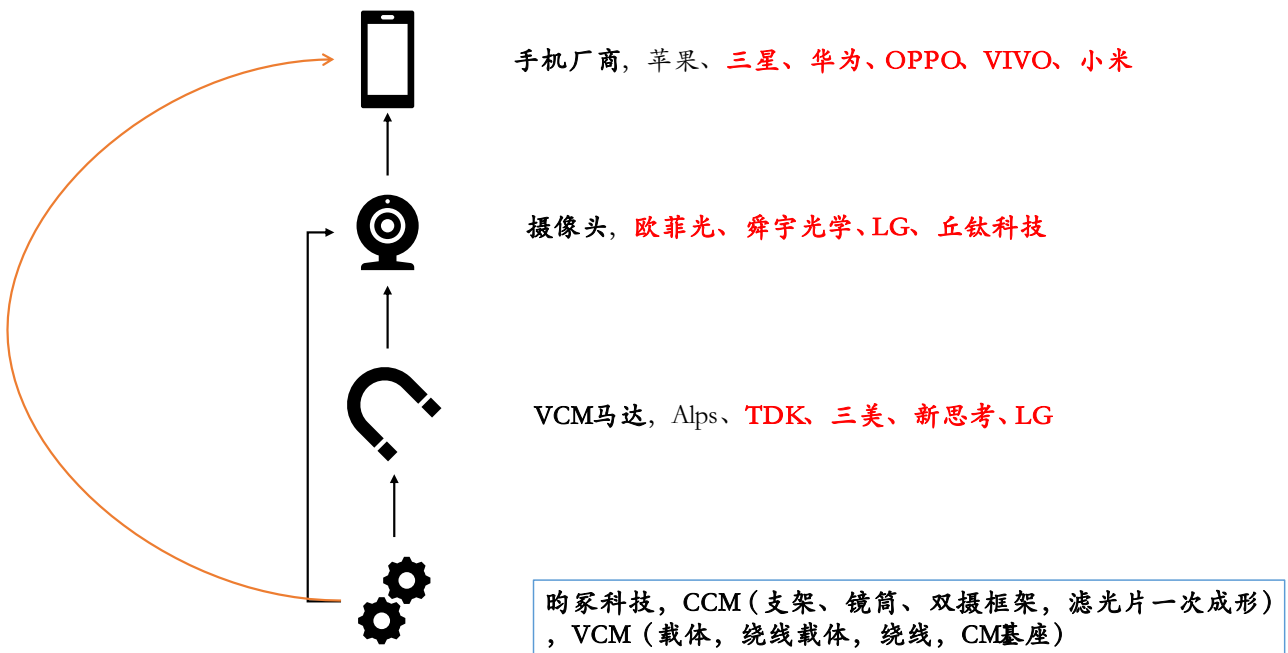 手机厂商，苹果、三星、华为、OPPO、VIVO、小米
摄像头，欧菲光、舜宇光学、LG、丘钛科技
VCM马达，Alps、TDK、三美、新思考、LG
昀冢科技，CCM（支架、镜筒、双摄框架，滤光片一次成形）
，VCM（载体，绕线载体，绕线，CM基座）